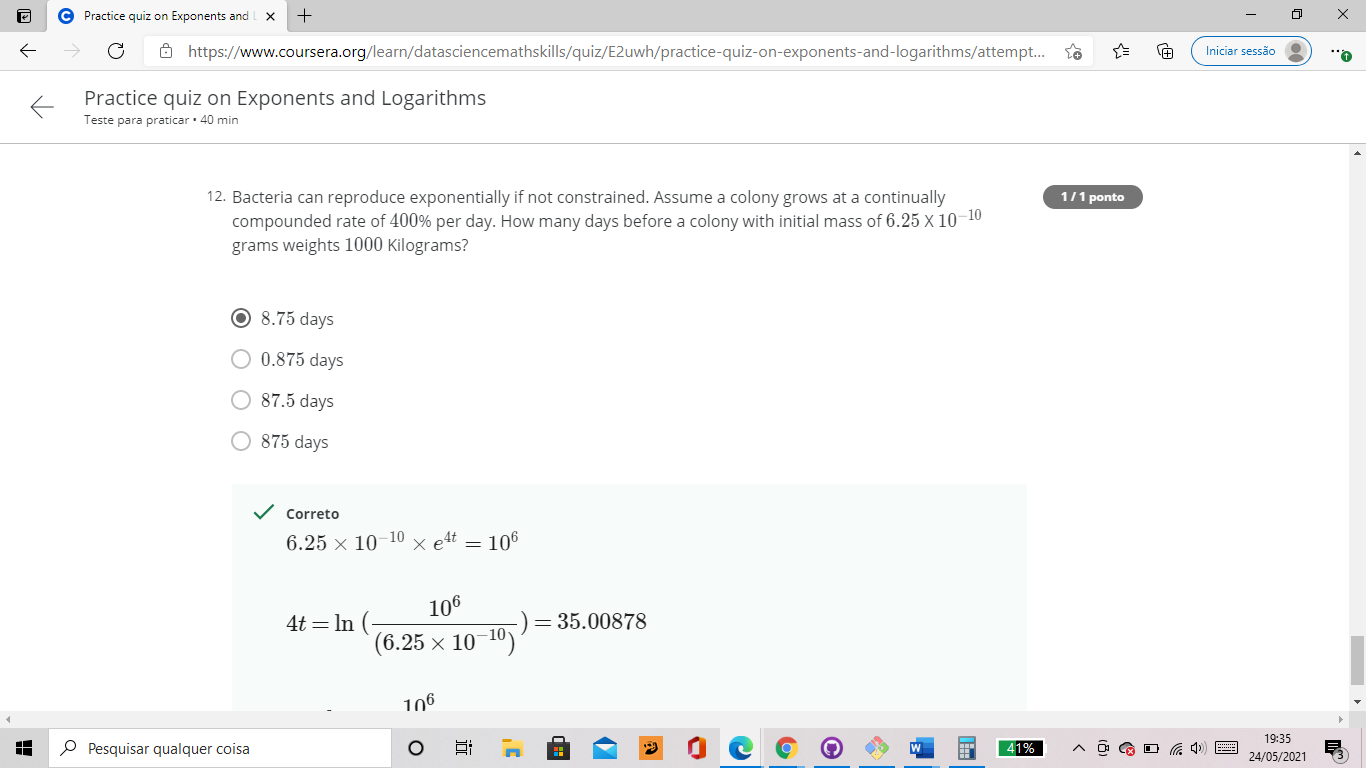 Practice quiz on Exponents and L
https://www.coursera.org/learn/datasciencemathskills/quiz/E2uwh/practice-quiz-on-exponents-and-logarithms/attempt...
Iniciar sessão
Practice quiz on Exponents and Logarithms
Teste para praticar • 40 min
12. Bacteria can reproduce exponentially if not constrained. Assume a colony grows at a continually
1 / 1 ponto
compounded rate of 400% per day. How many days before a colony with initial mass of 6.25 X 10⁻¹⁰
grams weights 1000 Kilograms?
8.75 days
0.875 days
87.5 days
875 days
Correto
6.25 × 10⁻¹⁰ × e⁴ᵗ = 10⁶
4t = ln (10⁶/(6.25 × 10⁻¹⁰)) = 35.00878
10⁶
Pesquisar qualquer coisa
41%
19:35
24/05/2021
3